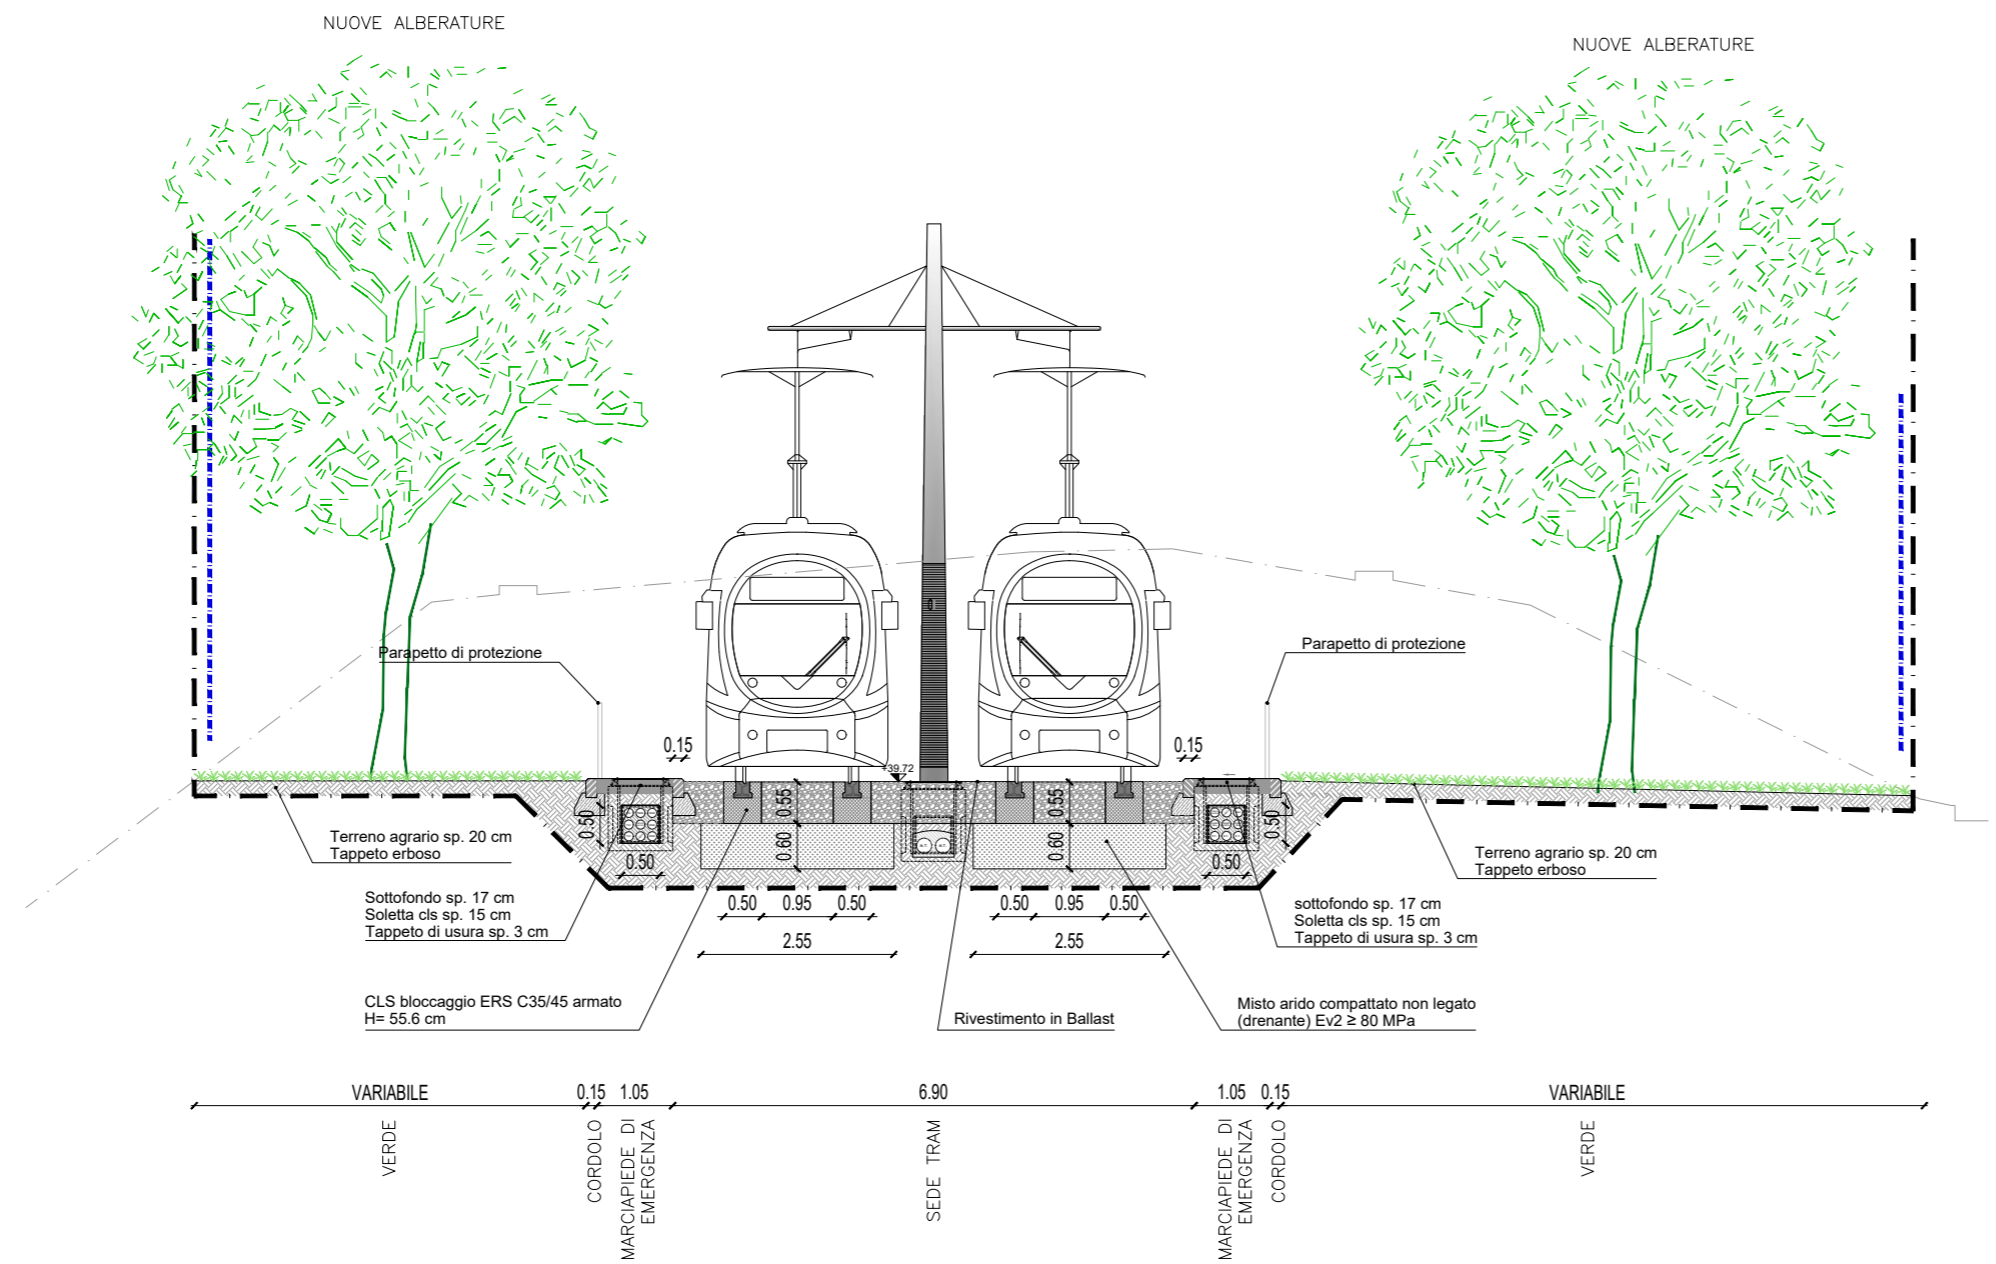 NUOVE ALBERATURE
NUOVE ALBERATURE
Parapetto di protezione
Parapetto di protezione
0.15
0.15
+39.72
0.50
0.55
0.55
0.50
0.60
0.60
0.50
0.50
Terreno agrario sp. 20 cm
Tappeto erboso
Terreno agrario sp. 20 cm
Tappeto erboso
Sottofondo sp. 17 cm
Soletta cls sp. 15 cm
Tappeto di usura sp. 3 cm
0.50 0.95 0.50
0.50 0.95 0.50
sottofondo sp. 17 cm
Soletta cls sp. 15 cm
Tappeto di usura sp. 3 cm
2.55
2.55
CLS bloccaggio ERS C35/45 armato
H= 55.6 cm
Rivestimento in Ballast
Misto arido compattato non legato
(drenante) Ev2 ≥ 80 MPa
VARIABILE 0.15 1.05 6.90 1.05 0.15 VARIABILE
VERDE
CORDOLO
MARCIAPIEDE DI
EMERGENZA
SEDE TRAM
MARCIAPIEDE DI
EMERGENZA
CORDOLO
VERDE